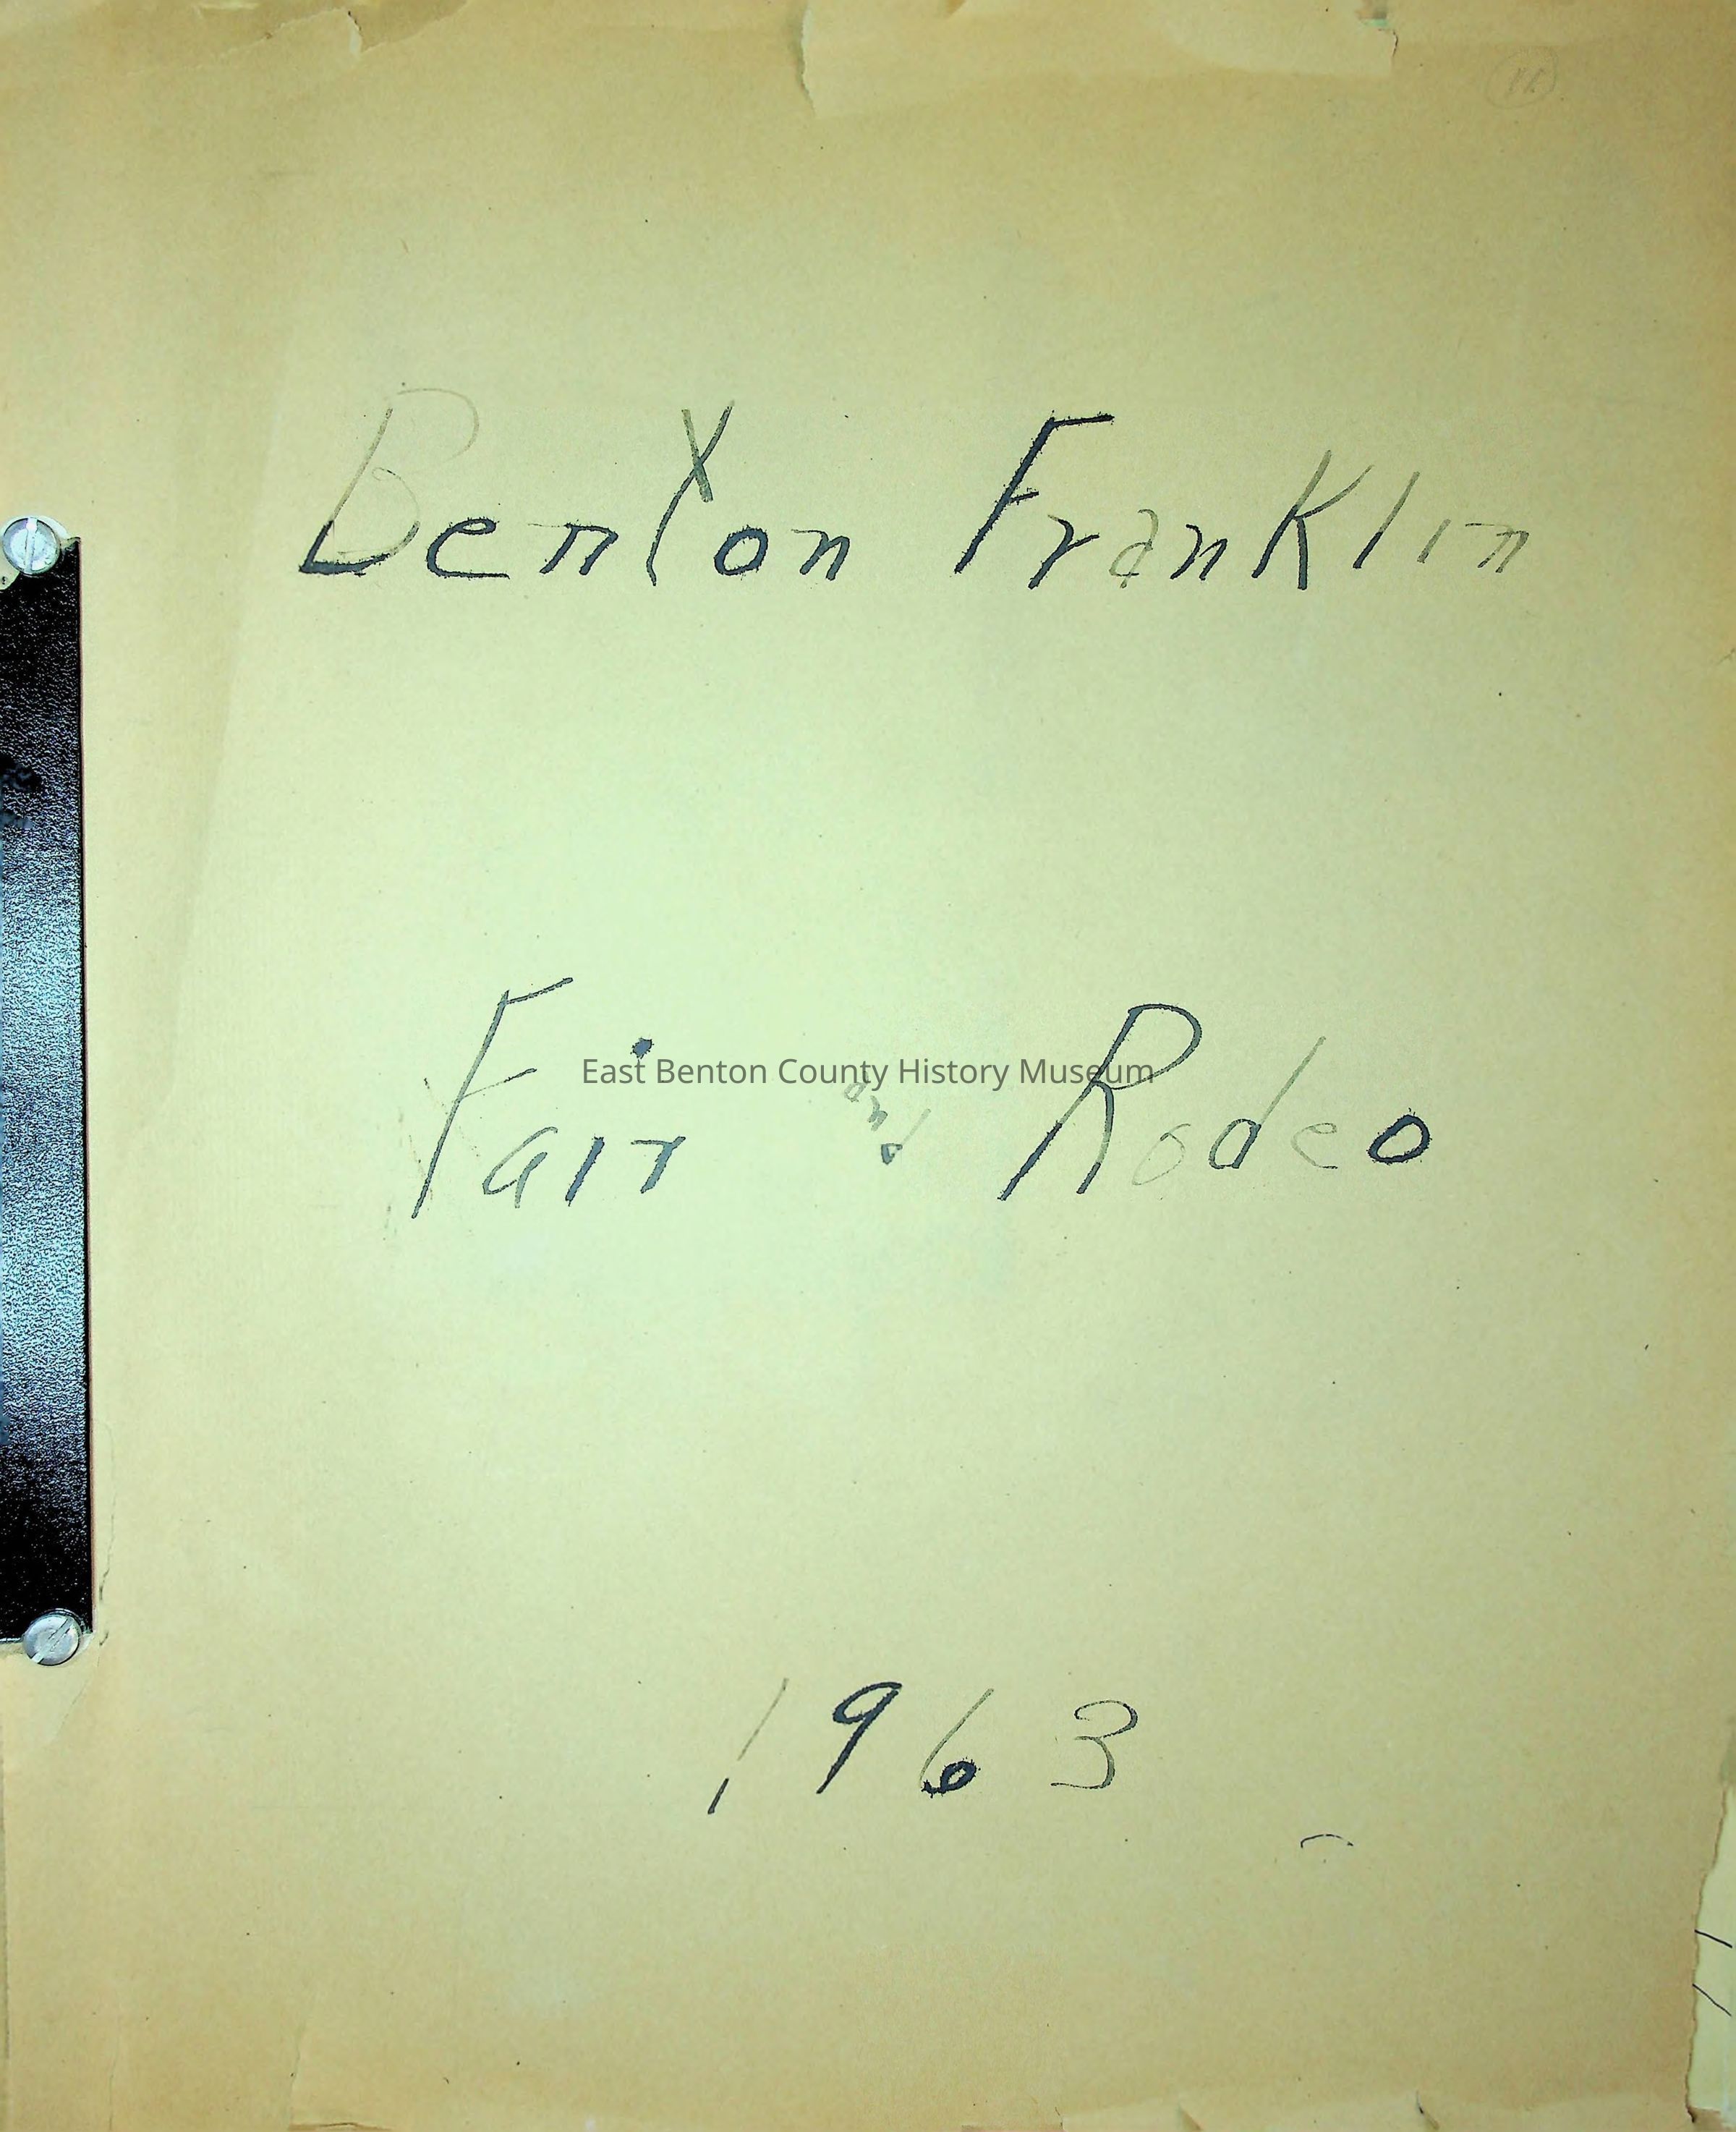 Benton Franklin
Fair and Rodeo
East Benton County History Museum
1963